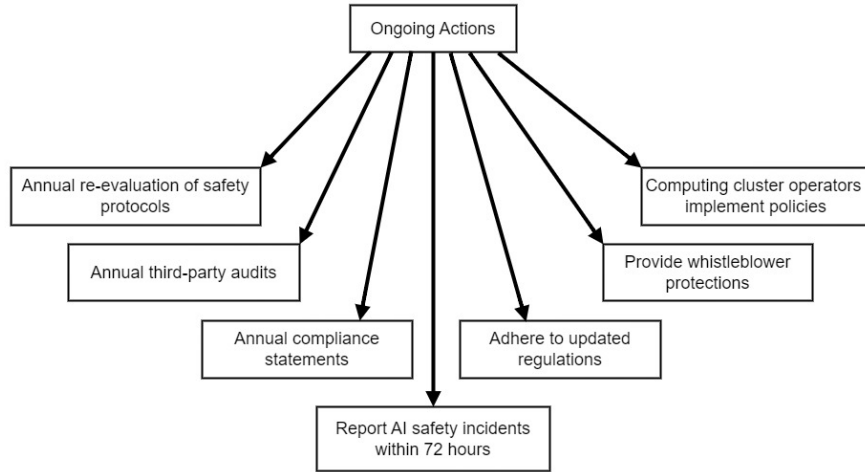 Ongoing Actions
Annual re-evaluation of safety
protocols
Computing cluster operators
implement policies
Annual third-party audits
Provide whistleblower
protections
Annual compliance
statements
Adhere to updated
regulations
Report AI safety incidents
within 72 hours